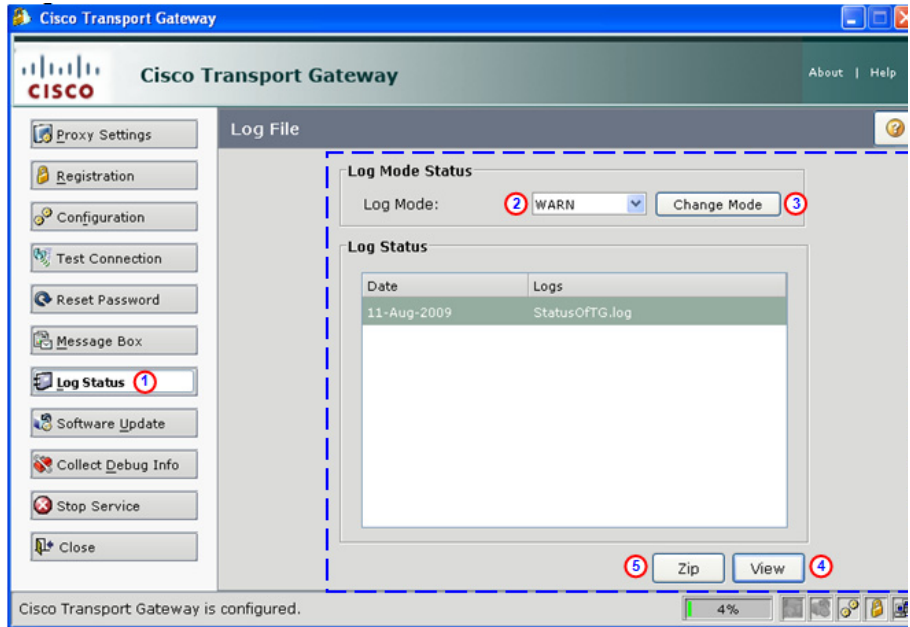 Cisco Transport Gateway
CISCO
Cisco Transport Gateway
About | Help
Proxy Settings
Registration
Configuration
Test Connection
Reset Password
Message Box
Log Status 1
Software Update
Collect Debug Info
Stop Service
Close
Log File
Log Mode Status
Log Mode: 2 WARN Change Mode 3
Log Status
Date Logs
11-Aug-2009 StatusOfTG.log
5 Zip View 4
Cisco Transport Gateway is configured.
4%